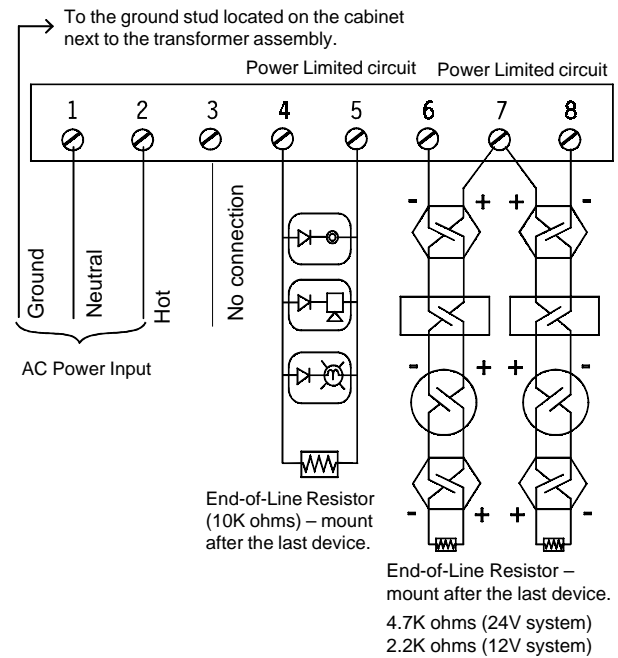 To the ground stud located on the cabinet
next to the transformer assembly.
Power Limited circuit Power Limited circuit
1 2 3 4 5 6 7 8
- + + -
Ground
Neutral
Hot
No connection
AC Power Input
- + + -
- + + -
End-of-Line Resistor
(10K ohms) – mount
after the last device.
End-of-Line Resistor –
mount after the last device.
4.7K ohms (24V system)
2.2K ohms (12V system)